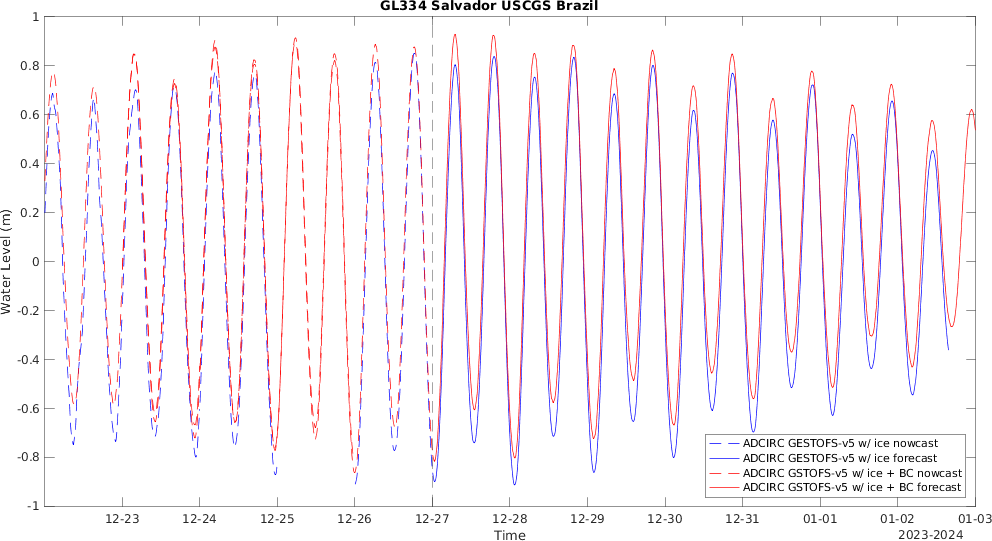 GL334 Salvador USCGS Brazil
1
0.8
0.6
0.4
0.2
0
-0.2
-0.4
-0.6
-0.8
-1
Water Level (m)
ADCIRC GESTOFS-v5 w/ ice nowcast
ADCIRC GESTOFS-v5 w/ ice forecast
ADCIRC GSTOFS-v5 w/ ice + BC nowcast
ADCIRC GSTOFS-v5 w/ ice + BC forecast
12-23 12-24 12-25 12-26 12-27 12-28 12-29 12-30 12-31 01-01 01-02 01-03
Time
2023-2024